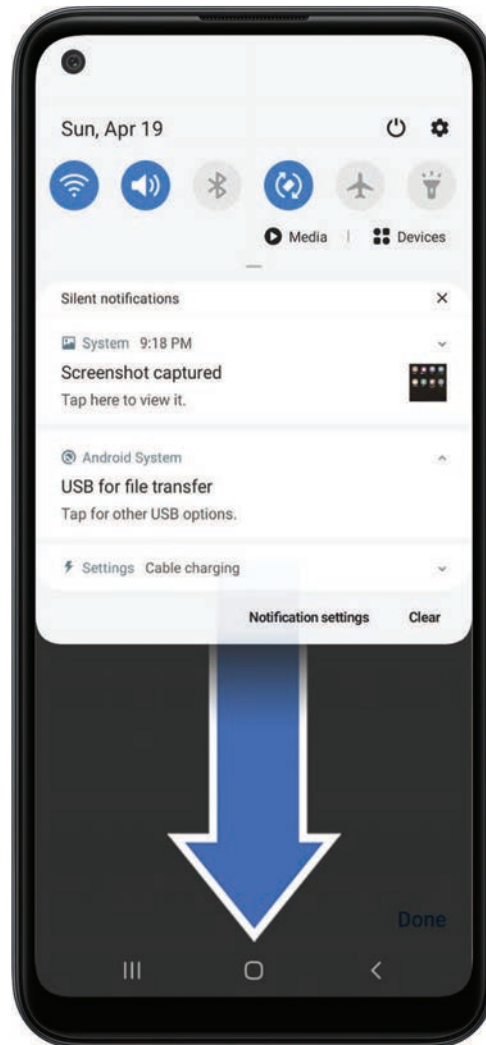 Sun, Apr 19
Media | Devices
Silent notifications
System 9:18 PM
Screenshot captured
Tap here to view it.
Android System
USB for file transfer
Tap for other USB options.
Settings Cable charging
Notification settings Clear
Done